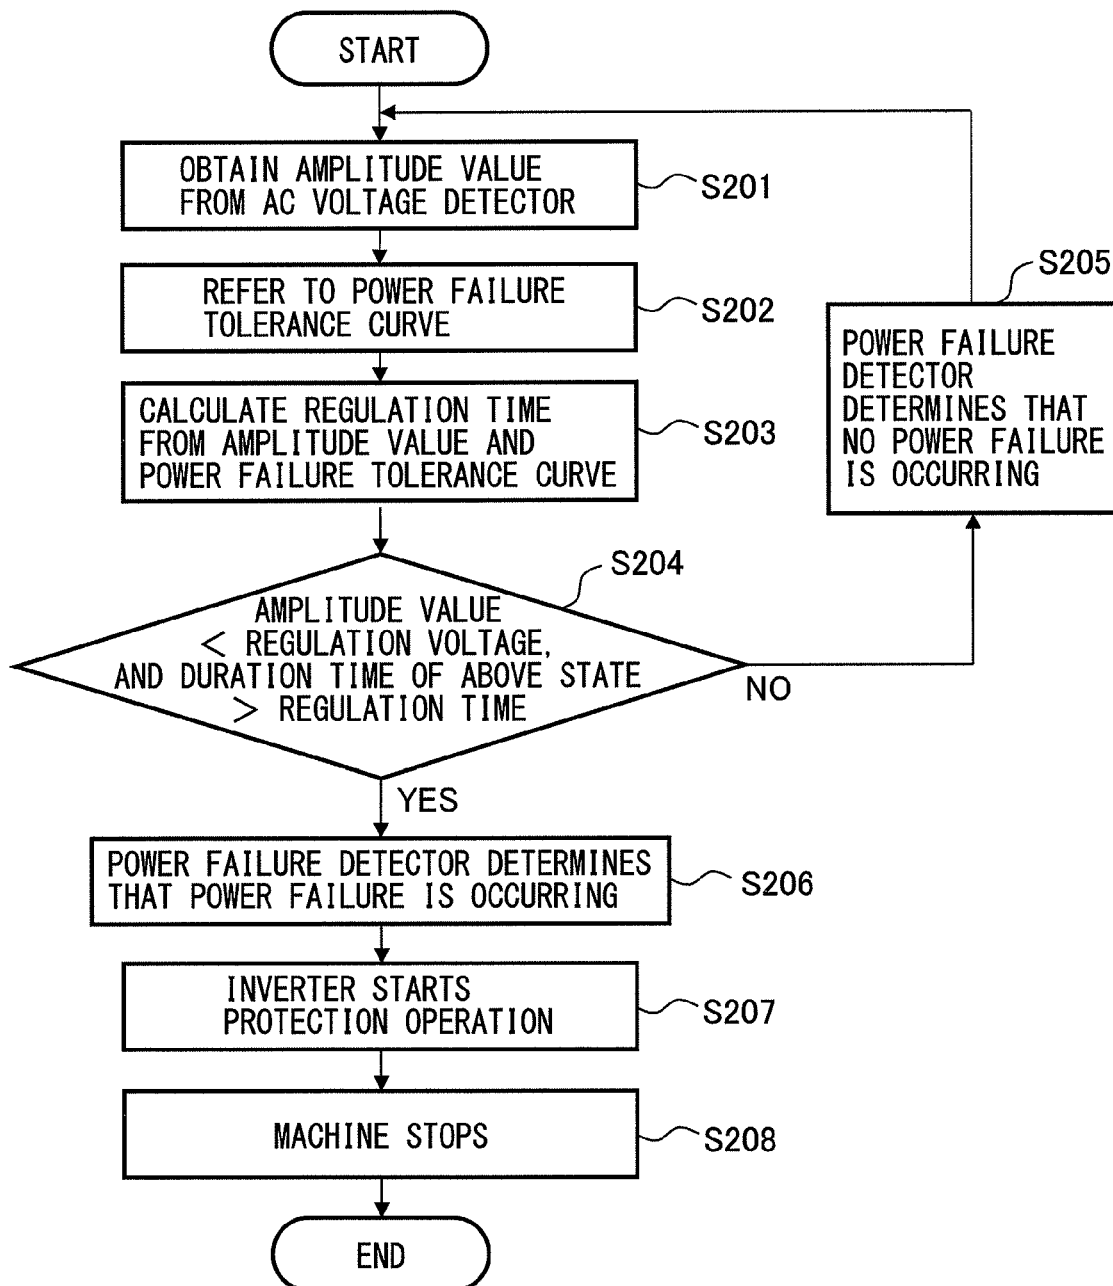 START
OBTAIN AMPLITUDE VALUE
FROM AC VOLTAGE DETECTOR
S201
REFER TO POWER FAILURE
TOLERANCE CURVE
S202
CALCULATE REGULATION TIME
FROM AMPLITUDE VALUE AND
POWER FAILURE TOLERANCE CURVE
S203
AMPLITUDE VALUE
< REGULATION VOLTAGE,
AND DURATION TIME OF ABOVE STATE
> REGULATION TIME
S204
NO
S205
POWER FAILURE
DETECTOR
DETERMINES THAT
NO POWER FAILURE
IS OCCURRING
YES
POWER FAILURE DETECTOR DETERMINES
THAT POWER FAILURE IS OCCURRING
S206
INVERTER STARTS
PROTECTION OPERATION
S207
MACHINE STOPS
S208
END